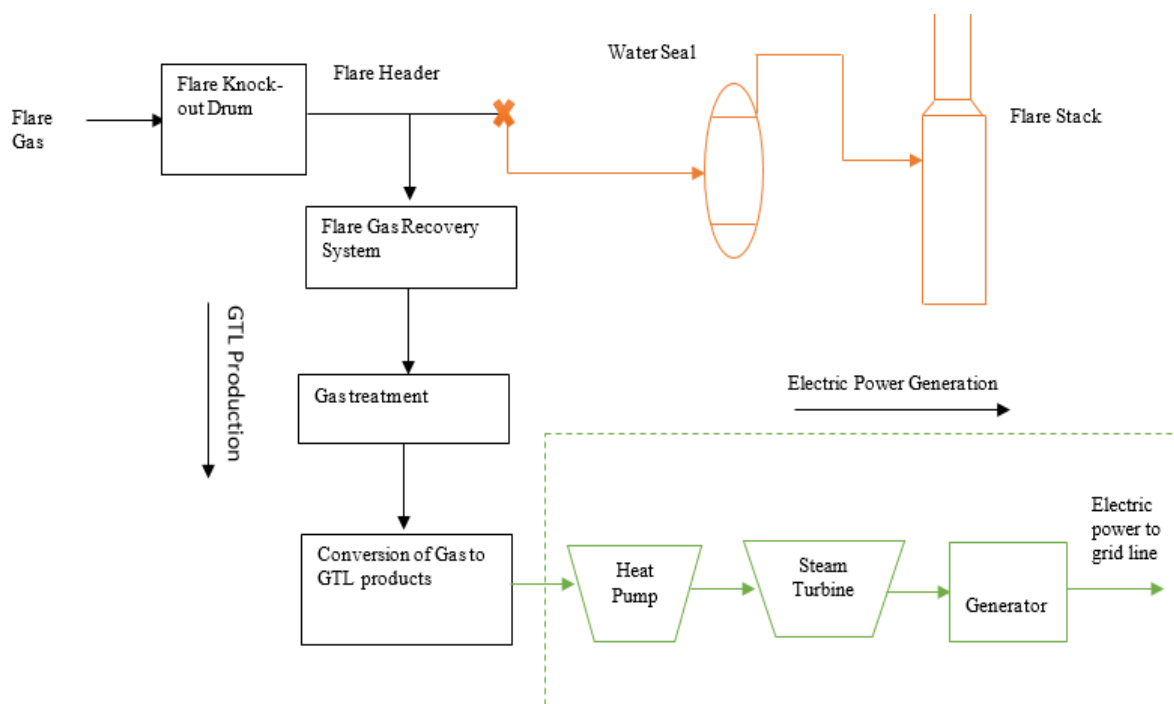 Flare
Gas
Flare Knock-
out Drum
Flare Header
Water Seal
Flare Stack
Flare Gas Recovery
System
GTL Production
Gas treatment
Electric Power Generation
Conversion of Gas to
GTL products
Heat
Pump
Steam
Turbine
Generator
Electric
power to
grid line